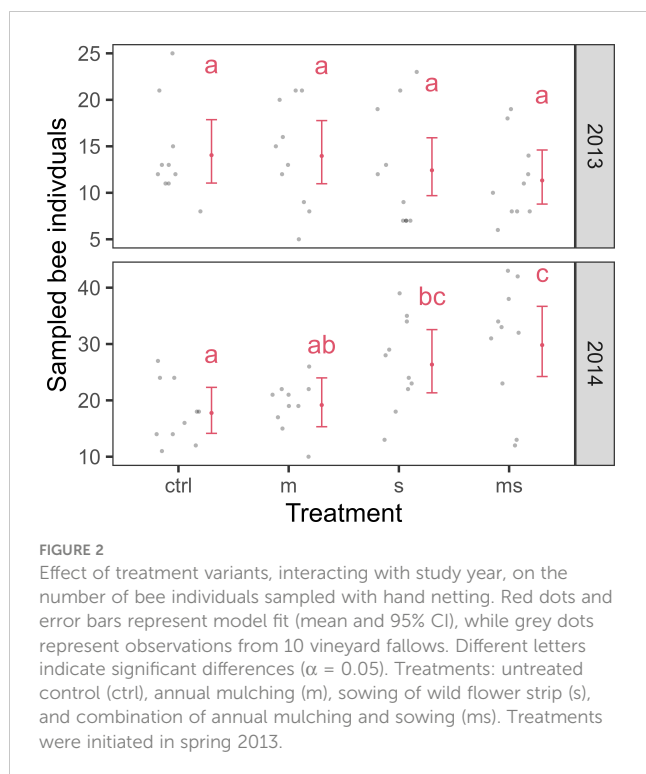 Sampled bee indivduals
25
20
15
10
5
a
a
a
a
2013
40
30
20
10
a
ab
bc
c
2014
ctrl
m
s
ms
Treatment
FIGURE 2
Effect of treatment variants, interacting with study year, on the
number of bee individuals sampled with hand netting. Red dots and
error bars represent model fit (mean and 95% CI), while grey dots
represent observations from 10 vineyard fallows. Different letters
indicate significant differences (α = 0.05). Treatments: untreated
control (ctrl), annual mulching (m), sowing of wild flower strip (s),
and combination of annual mulching and sowing (ms). Treatments
were initiated in spring 2013.